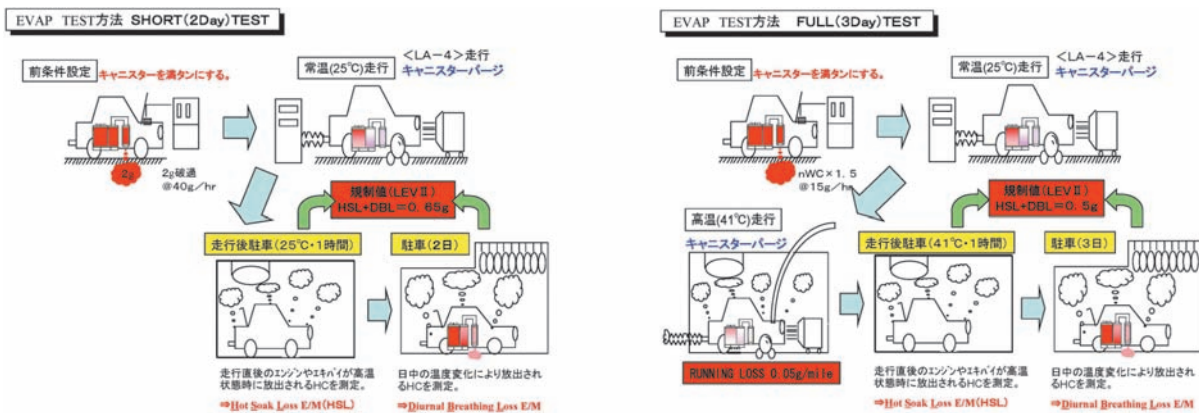 EVAP TEST方法 SHORT(2Day)TEST
前条件設定
キャニスターを満タンにする。
常温(25℃)走行
<LA−4>走行
キャニスターパージ
2g
2g破過
@40g/hr
規制値(LEVⅡ)
HSL+DBL=0.65g
走行後駐車(25℃・1時間)
駐車(2日)
走行直後のエンジンやエキパイが高温
状態時に放出されるHCを測定。
⇒Hot Soak Loss E/M(HSL)
日中の温度変化により放出され
るHCを測定。
⇒Diurnal Breathing Loss E/M
EVAP TEST方法 FULL(3Day)TEST
前条件設定
キャニスターを満タンにする。
常温(25℃)走行
<LA−4>走行
キャニスターパージ
nWC×1.5
@15g/hr
規制値(LEVⅡ)
HSL+DBL=0.5g
高温(41℃)走行
キャニスターパージ
走行後駐車(41℃・1時間)
駐車(3日)
RUNNING LOSS 0.05g/mile
走行直後のエンジンやエキパイが高温
状態時に放出されるHCを測定。
⇒Hot Soak Loss E/M(HSL)
日中の温度変化により放出され
るHCを測定。
⇒Diurnal Breathing Loss E/M